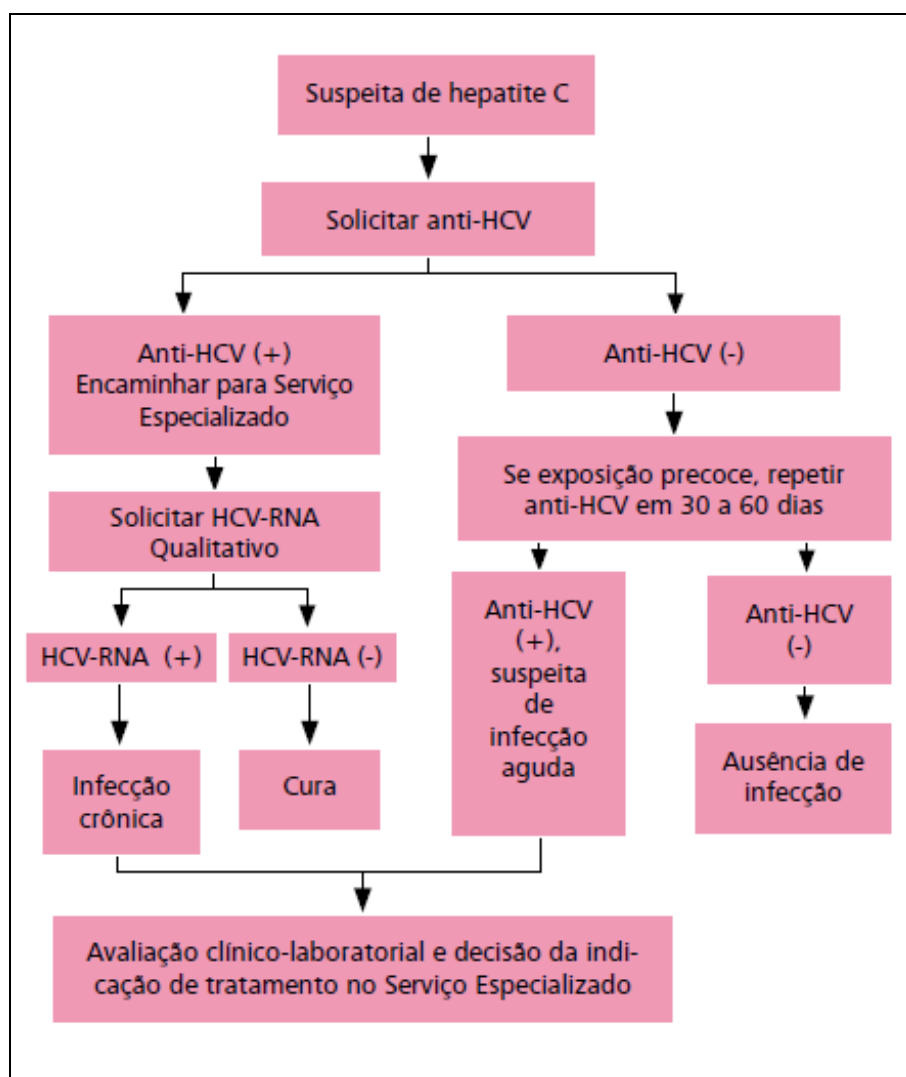 Suspeita de hepatite C
Solicitar anti-HCV
Anti-HCV (+)
Encaminhar para Serviço
Especializado
Anti-HCV (-)
Solicitar HCV-RNA
Qualitativo
Se exposição precoce, repetir
anti-HCV em 30 a 60 dias
HCV-RNA (+)
HCV-RNA (-)
Anti-HCV
(+),
suspeita
de
infecção
aguda
Anti-HCV
(-)
Infecção
crônica
Cura
Ausência de
infecção
Avaliação clínico-laboratorial e decisão da indi-
cação de tratamento no Serviço Especializado